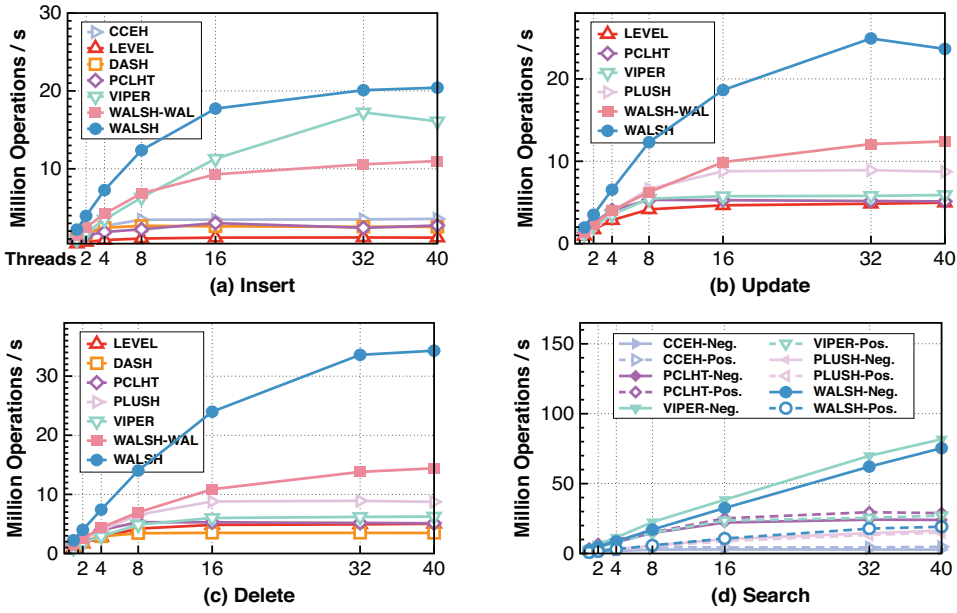 Million Operations / s
30
20
10
0
CCEH
LEVEL
DASH
PCLHT
VIPER
WALSH-WAL
WALSH
Threads 2 4 8 16 32 40
(a) Insert
Million Operations / s
20
10
0
LEVEL
PCLHT
VIPER
PLUSH
WALSH-WAL
WALSH
2 4 8 16 32 40
(b) Update
Million Operations / s
30
20
10
0
LEVEL
DASH
PCLHT
PLUSH
VIPER
WALSH-WAL
WALSH
2 4 8 16 32 40
(c) Delete
Million Operations / s
150
100
50
0
CCEH-Neg.
CCEH-Pos.
PCLHT-Neg.
PCLHT-Pos.
VIPER-Neg.
VIPER-Pos.
PLUSH-Neg.
PLUSH-Pos.
WALSH-Neg.
WALSH-Pos.
2 4 8 16 32 40
(d) Search